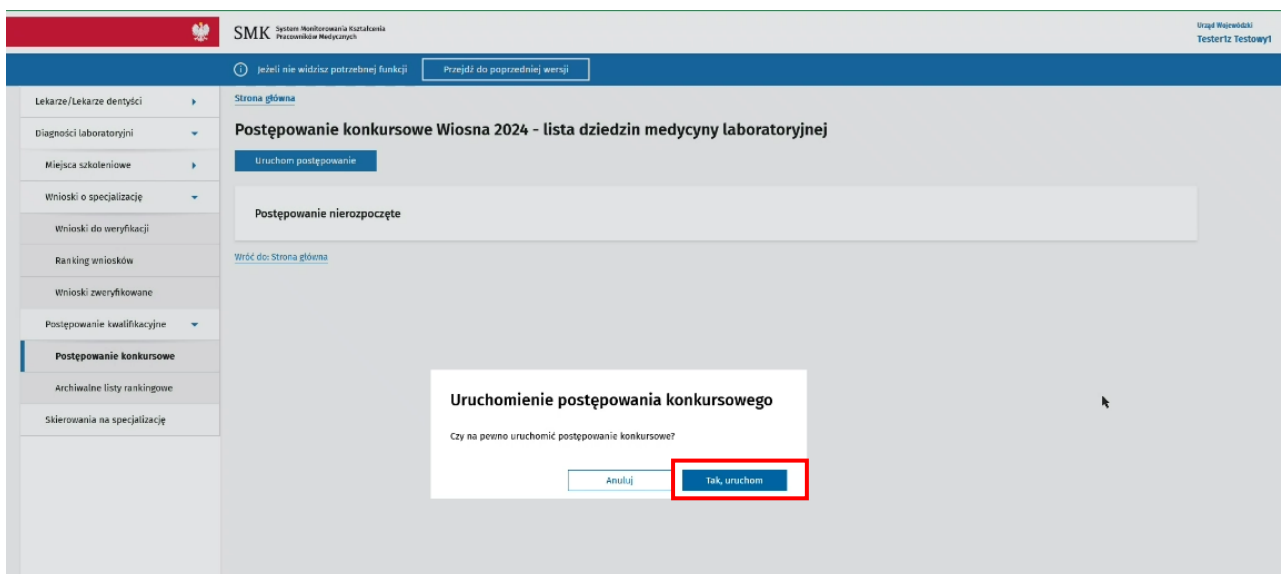 SMK System Monitorowania Kształcenia
Pracowników Medycznych
Urząd Wojewódzki
Tester1z Testowy1
Jeżeli nie widzisz potrzebnej funkcji
Przejdź do poprzedniej wersji
Lekarze/Lekarze dentyści
Diagności laboratoryjni
Miejsca szkoleniowe
Wnioski o specjalizację
Wnioski do weryfikacji
Ranking wniosków
Wnioski zweryfikowane
Postępowanie kwalifikacyjne
Postępowanie konkursowe
Archiwalne listy rankingowe
Skierowania na specjalizację
Strona główna
Postępowanie konkursowe Wiosna 2024 - lista dziedzin medycyny laboratoryjnej
Uruchom postępowanie
Postępowanie nierozpoczęte
Wróć do: Strona główna
Uruchomienie postępowania konkursowego
Czy na pewno uruchomić postępowanie konkursowe?
Anuluj
Tak, uruchom